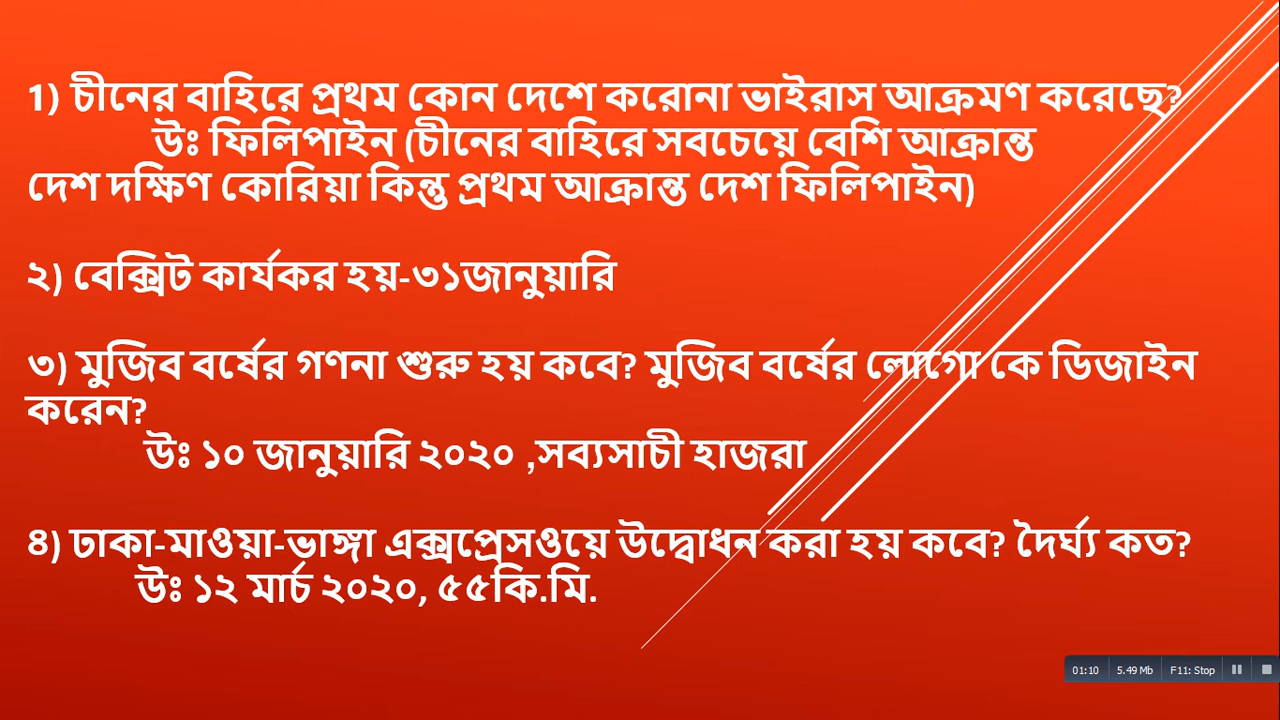 1) চীনের বাহিরে প্রথম কোন দেশে করোনা ভাইরাস আক্রমণ করেছে?
উঃ ফিলিপাইন (চীনের বাহিরে সবচেয়ে বেশি আক্রান্ত
দেশ দক্ষিণ কোরিয়া কিন্তু প্রথম আক্রান্ত দেশ ফিলিপাইন)
২) বেক্সিট কার্যকর হয়-৩১জানুয়ারি
৩) মুজিব বর্ষের গণনা শুরু হয় কবে? মুজিব বর্ষের লোগো কে ডিজাইন
করেন?
উঃ ১০ জানুয়ারি ২০২০ ,সব্যসাচী হাজরা
৪) ঢাকা-মাওয়া-ভাঙ্গা এক্সপ্রেসওয়ে উদ্বোধন করা হয় কবে? দৈর্ঘ্য কত?
উঃ ১২ মার্চ ২০২০, ৫৫কি.মি.
01:10 5.49 Mb F11: Stop